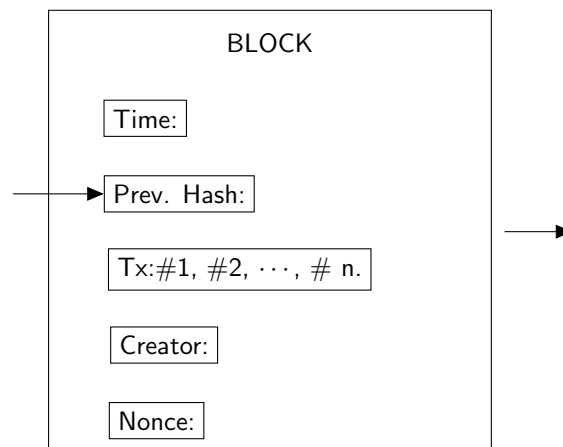 BLOCK
Time:
Prev. Hash:
Tx:#1, #2, ⋯, # n.
Creator:
Nonce: